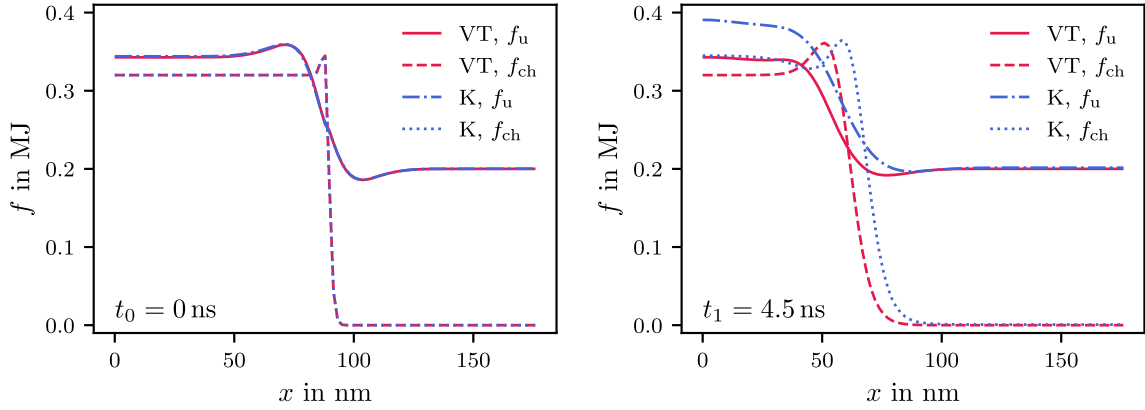 f in MJ
0.4
0.3
0.2
0.1
0.0
VT, f_u
VT, f_ch
K, f_u
K, f_ch
t_0 = 0 ns
0 50 100 150
x in nm
f in MJ
0.4
0.3
0.2
0.1
0.0
VT, f_u
VT, f_ch
K, f_u
K, f_ch
t_1 = 4.5 ns
0 50 100 150
x in nm